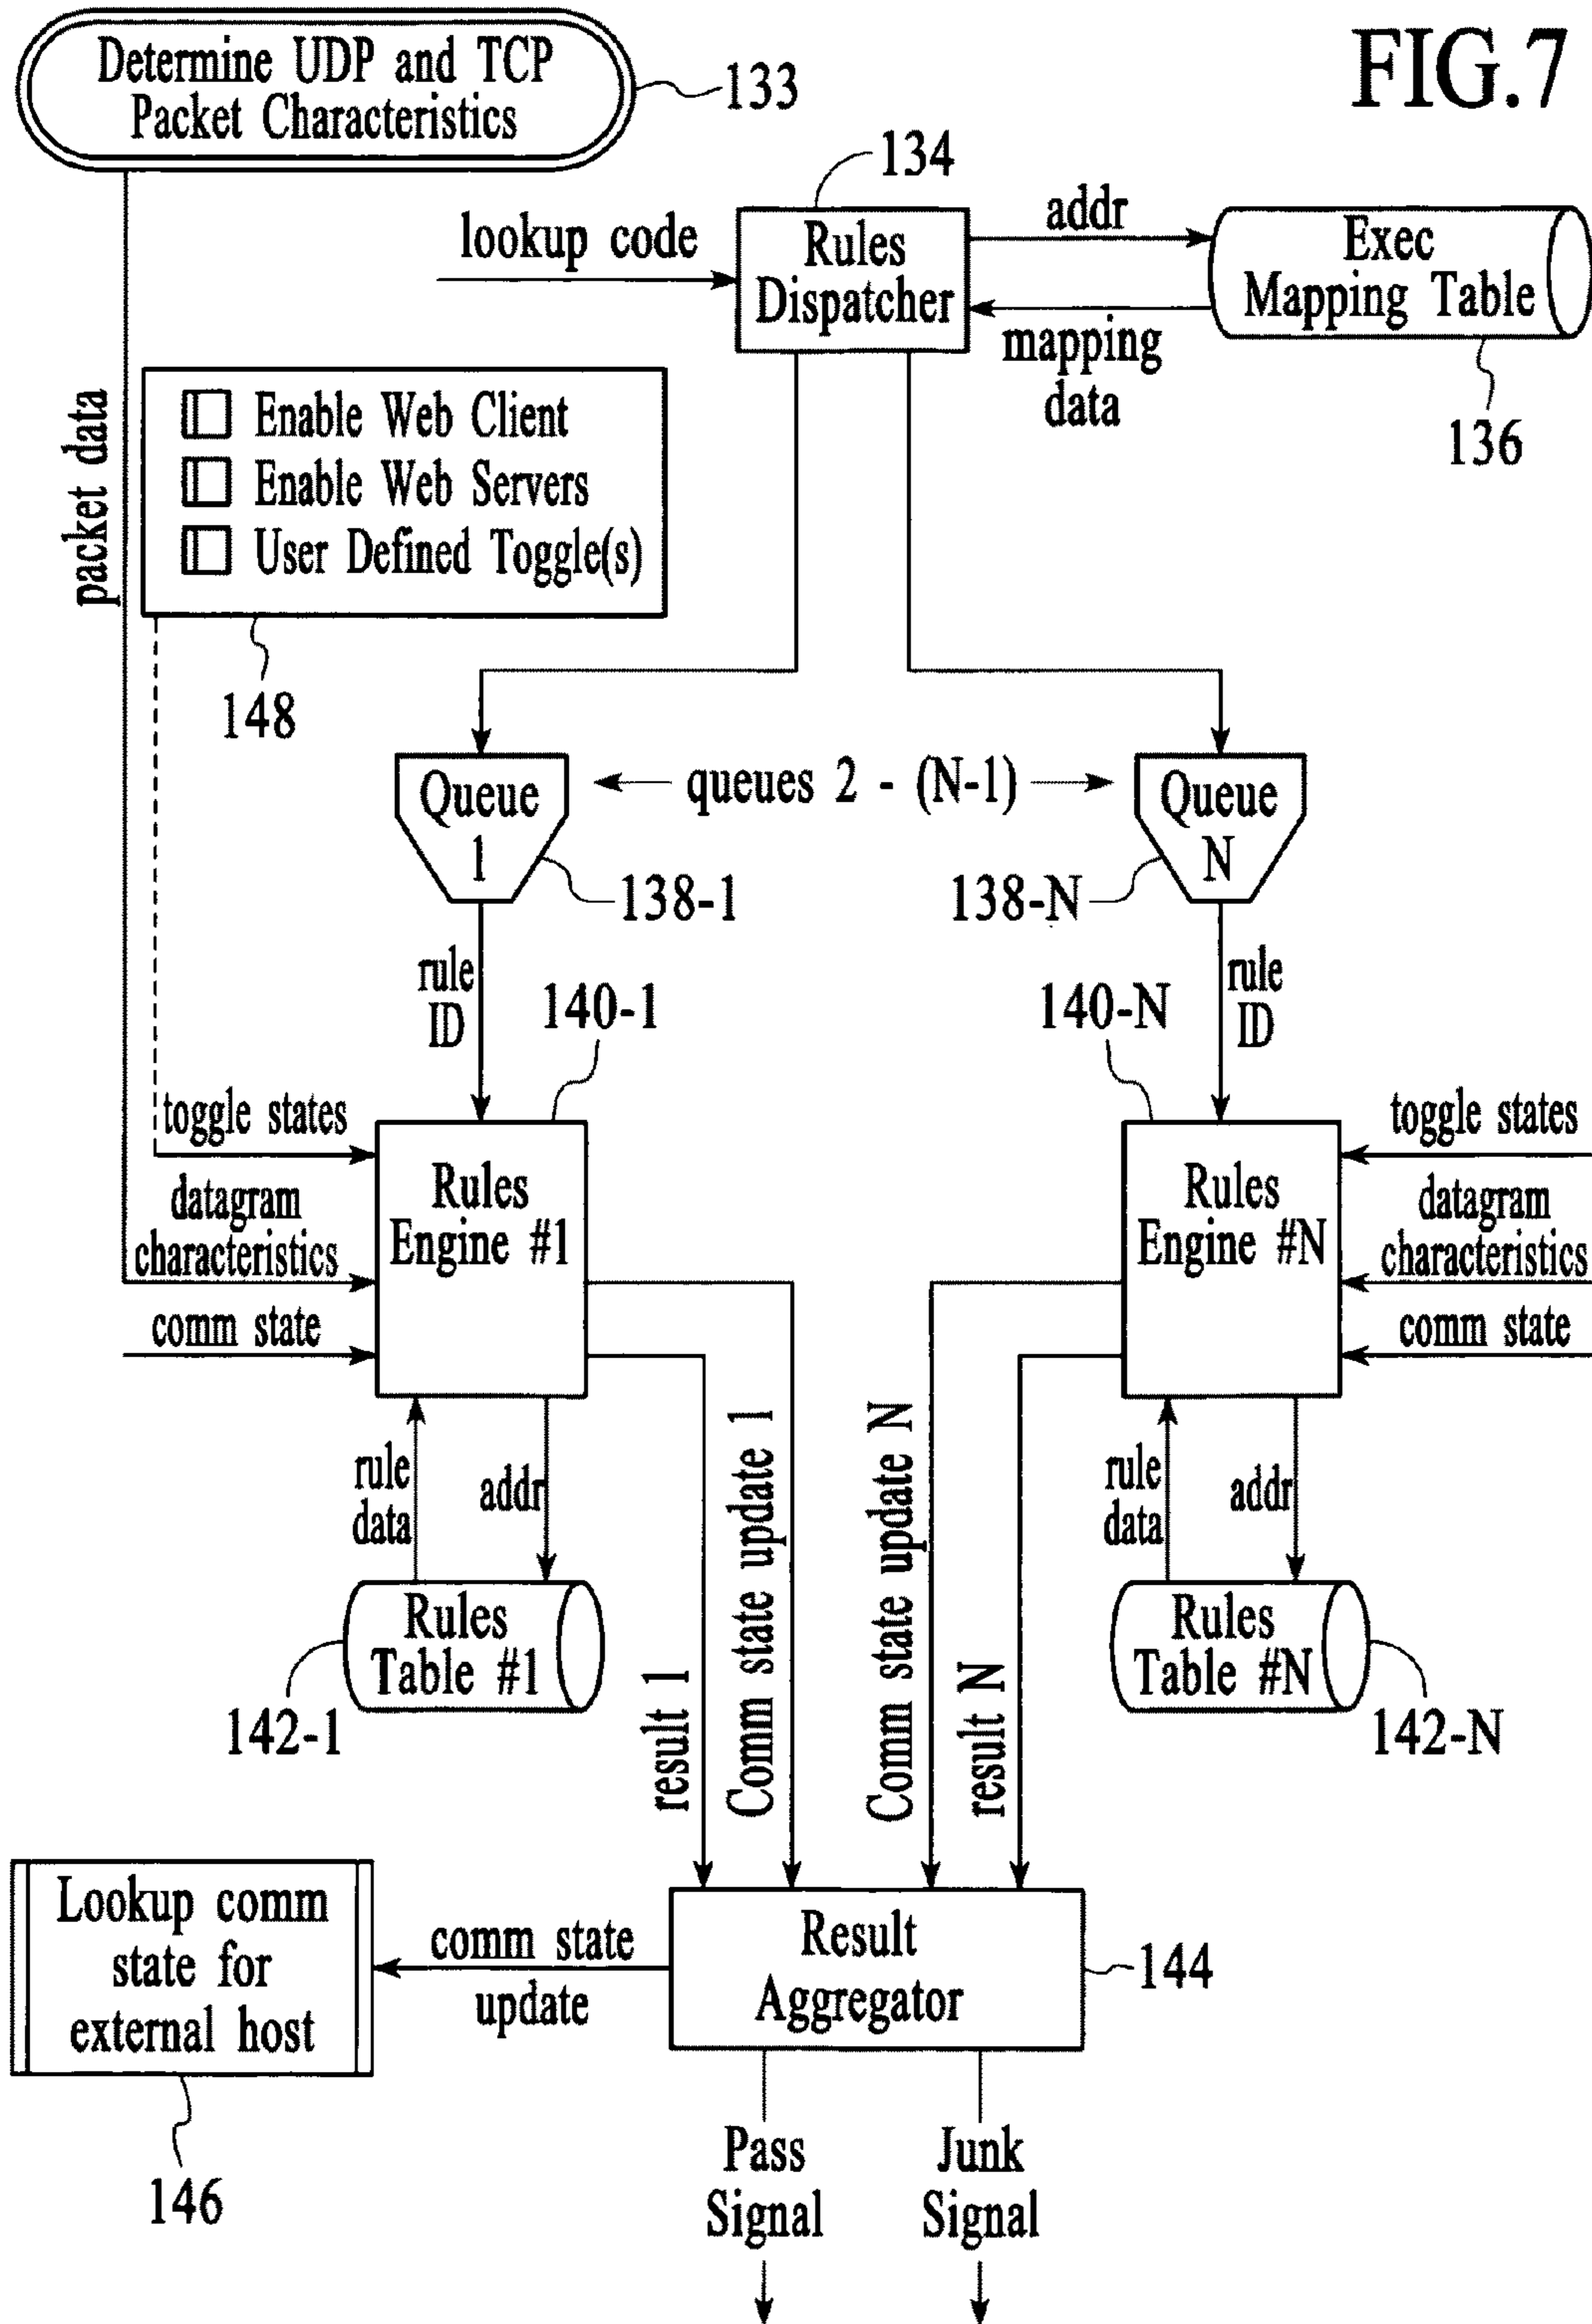 FIG.7
Determine UDP and TCP
Packet Characteristics
133
134
lookup code
Rules
Dispatcher
addr
mapping
data
Exec
Mapping Table
136
packet data
Enable Web Client
Enable Web Servers
User Defined Toggle(s)
148
Queue
1
queues 2 - (N-1)
Queue
N
138-1
138-N
rule
ID
rule
ID
140-1
140-N
toggle states
datagram
characteristics
comm state
Rules
Engine #1
Rules
Engine #N
toggle states
datagram
characteristics
comm state
rule
data
addr
rule
data
addr
Rules
Table #1
142-1
Rules
Table #N
142-N
result 1
Comm state update 1
Comm state update N
result N
Lookup comm
state for
external host
146
comm state
update
Result
Aggregator
144
Pass
Signal
Junk
Signal